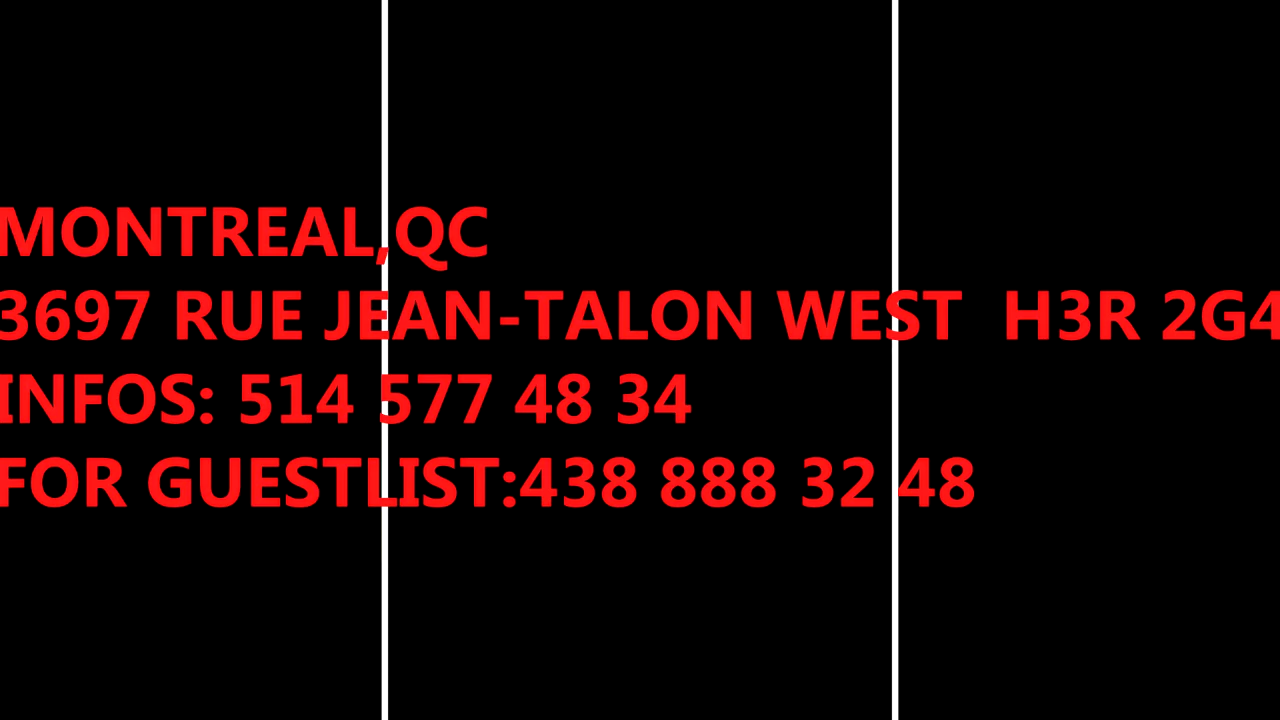 MONTREAL,QC
3697 RUE JEAN-TALON WEST  H3R 2G4
INFOS: 514 577 48 34
FOR GUESTLIST:438 888 32 48